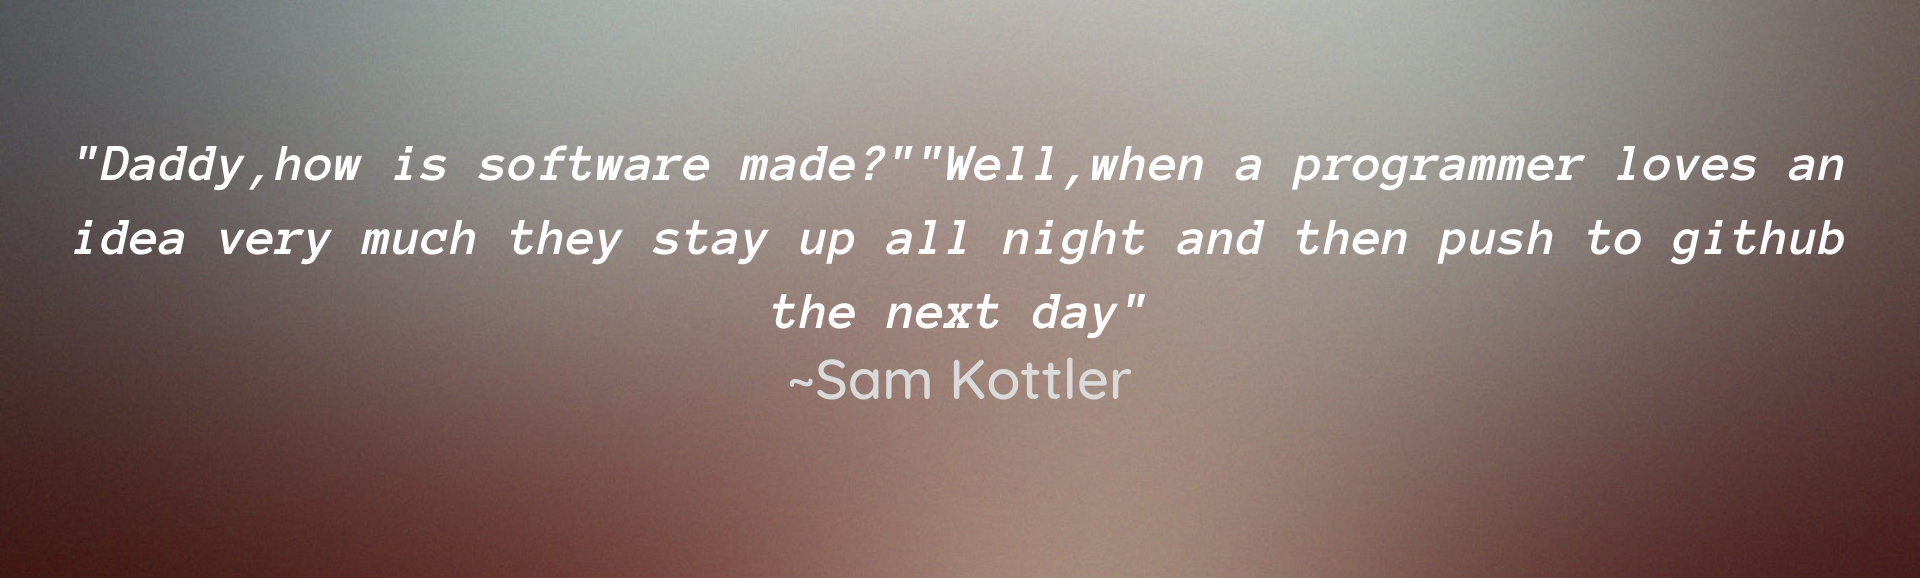 "Daddy,how is software made?""Well,when a programmer loves an
idea very much they stay up all night and then push to github
the next day"
~Sam Kottler